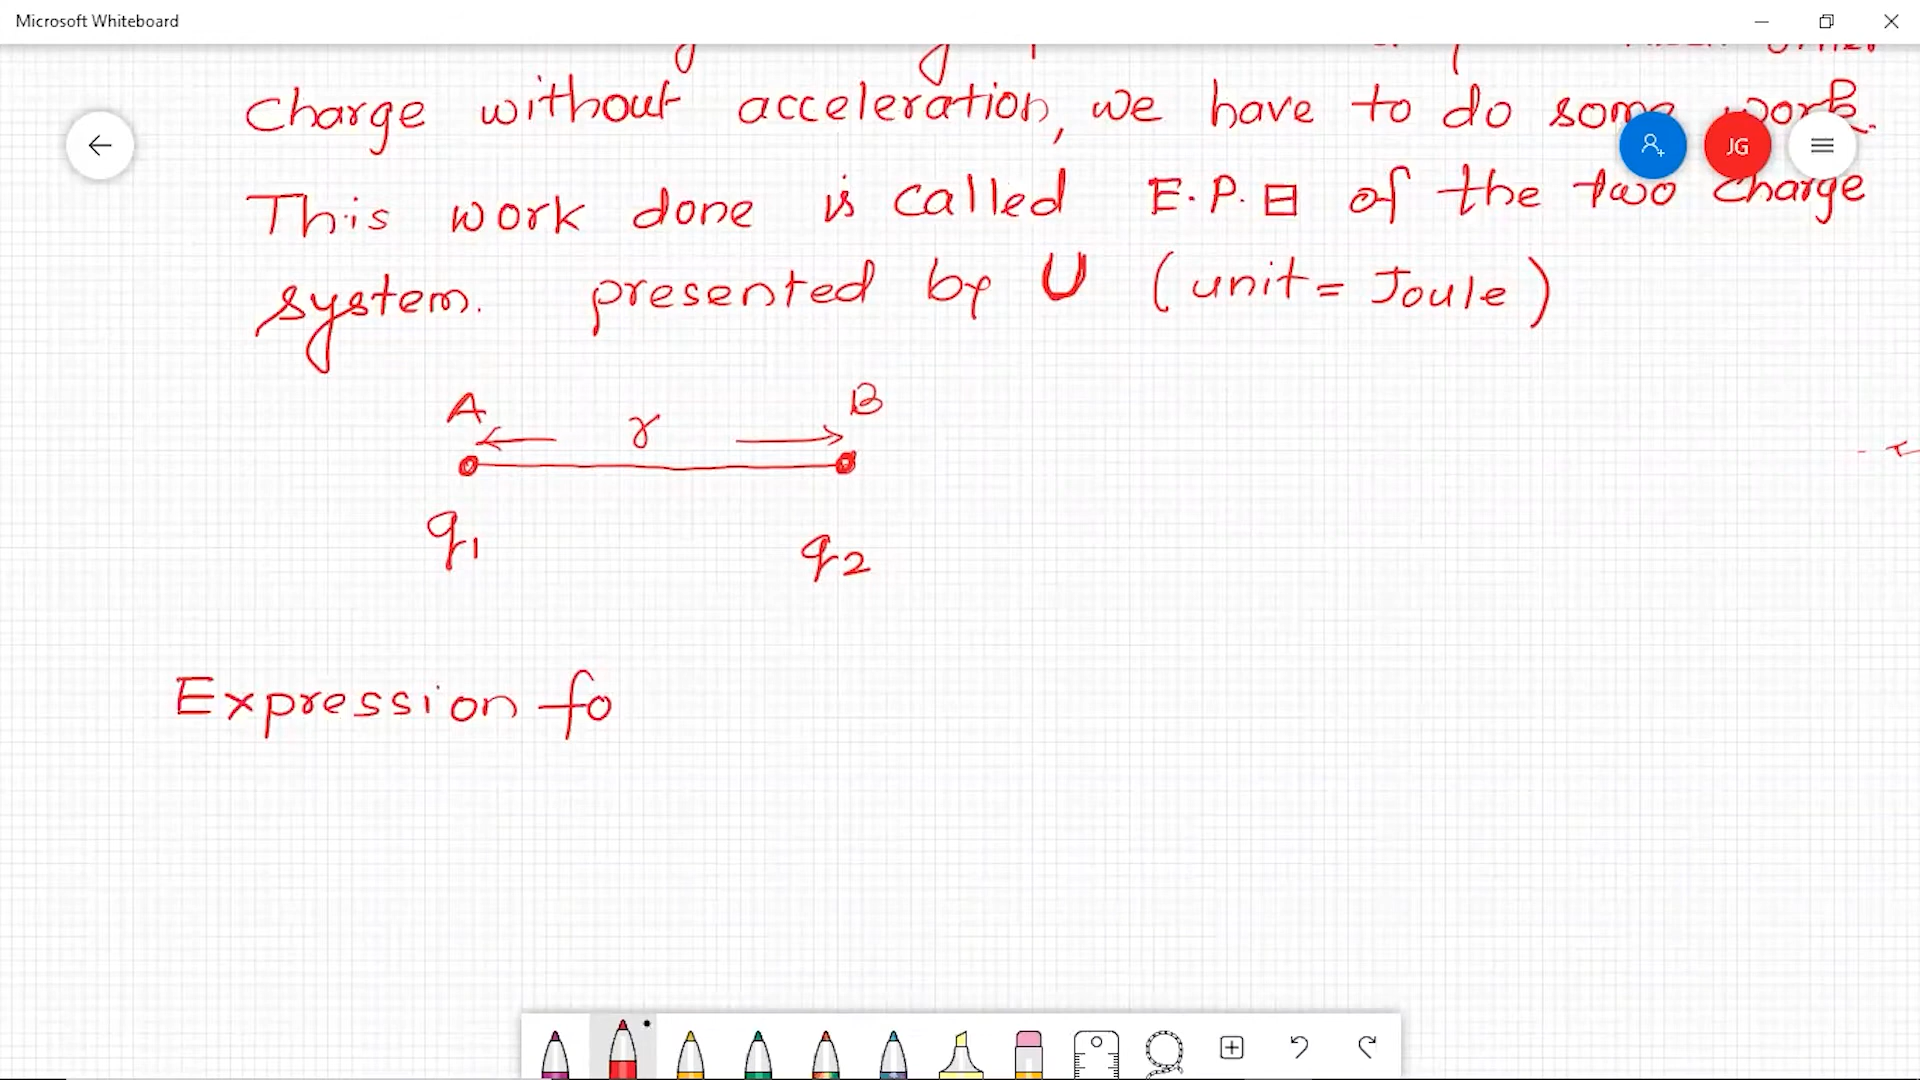 Microsoft Whiteboard
Charge without acceleration, we have to do some work.
JG
This work done is called E.P.E of the two charge
system. presented by U (unit = Joule)
A B
r
q1 q2
Expression fo